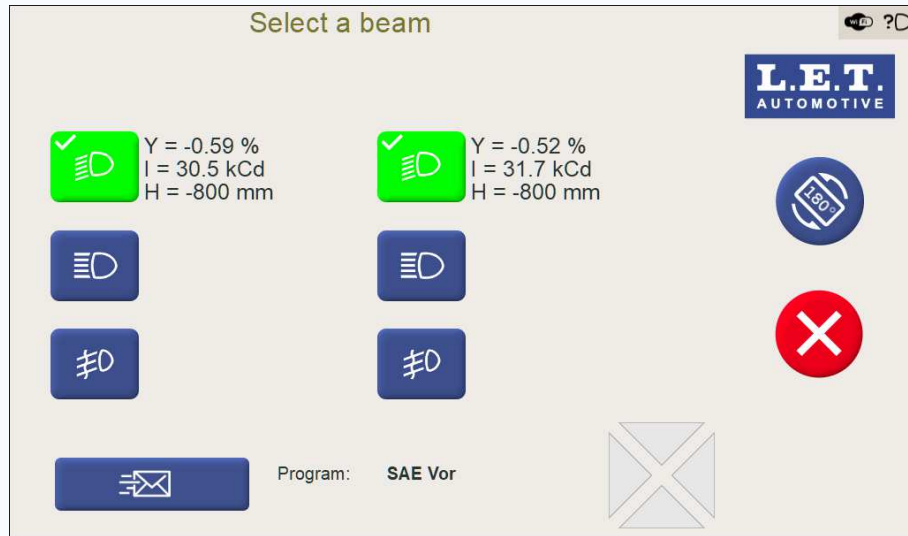 Select a beam
WiFi ?
L.E.T.
AUTOMOTIVE
Y = -0.59 %
I = 30.5 kCd
H = -800 mm
Y = -0.52 %
I = 31.7 kCd
H = -800 mm
180°
Program: SAE Vor